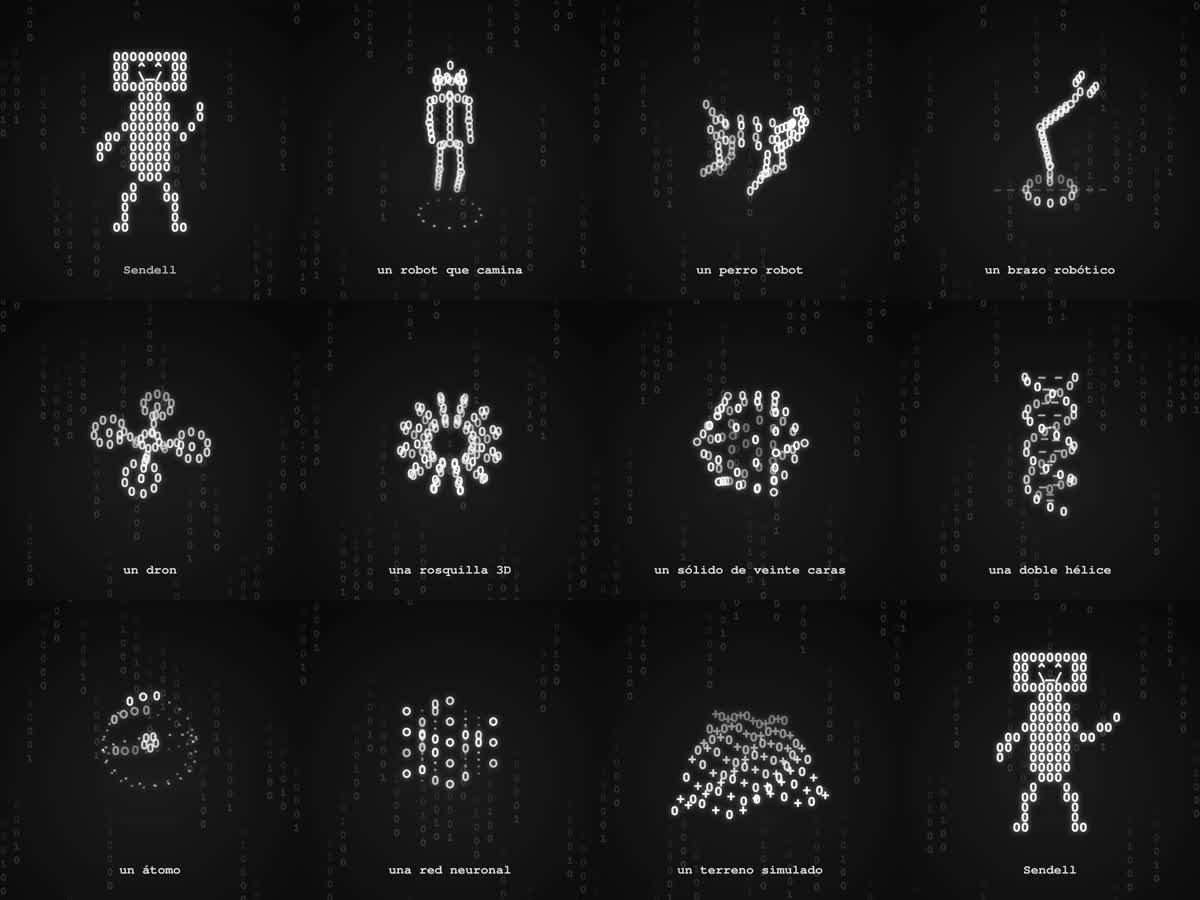 Sendell
un robot que camina
un perro robot
un brazo robótico
un dron
una rosquilla 3D
un sólido de veinte caras
una doble hélice
un átomo
una red neuronal
un terreno simulado
Sendell